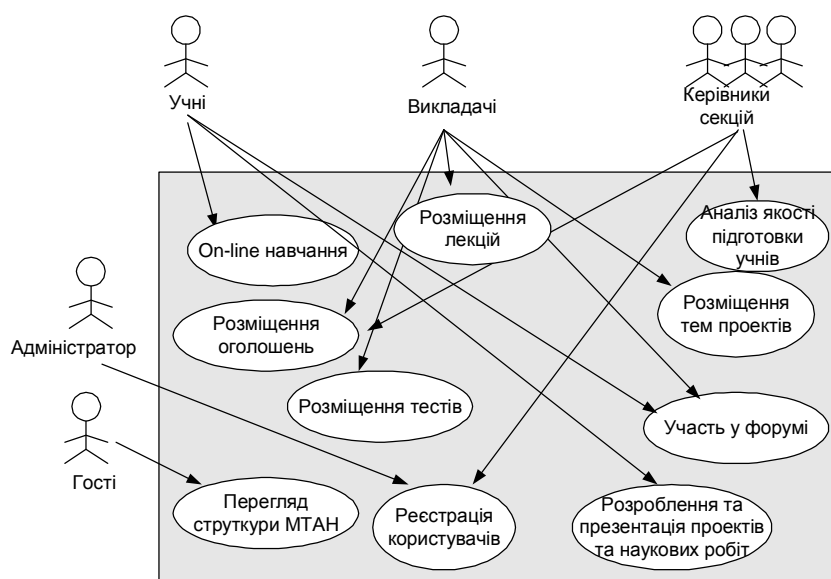 Учні
Викладачі
Керівники
секцій
Розміщення
лекцій
Аналіз якості
підготовки
учнів
On-line навчання
Адміністратор
Розміщення
оголошень
Розміщення
тем проектів
Розміщення тестів
Участь у форумі
Гості
Перегляд
струткури МТАН
Реєстрація
користувачів
Розроблення та
презентація проектів
та наукових робіт